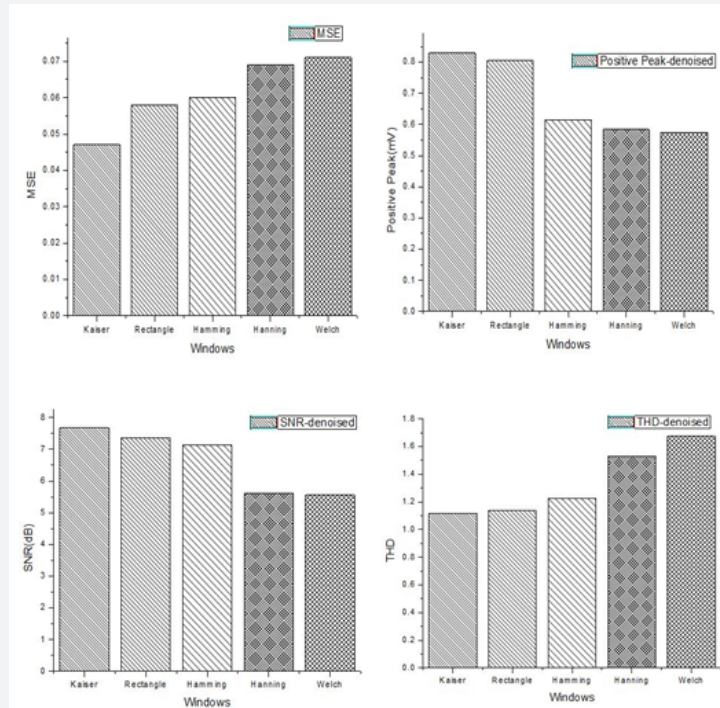 MSE
0.07
0.06
0.05
0.04
0.03
0.02
0.01
0.00
MSE
Kaiser Rectangle Hamming Hanning Welch
Windows
Positive Peak-denoised
0.8
0.7
0.6
0.5
0.4
0.3
0.2
0.1
0.0
Positive Peak(mV)
Kaiser Rectangle Hamming Hanning Welch
Windows
SNR-denoised
8
7
6
5
4
3
2
1
0
SNR(dB)
Kaiser Rectangle Hamming Hanning Welch
Windows
THD-denoised
1.8
1.6
1.4
1.2
1.0
0.8
0.6
0.4
0.2
0.0
THD
Kaiser Rectangle Hamming Hanning Welch
Windows